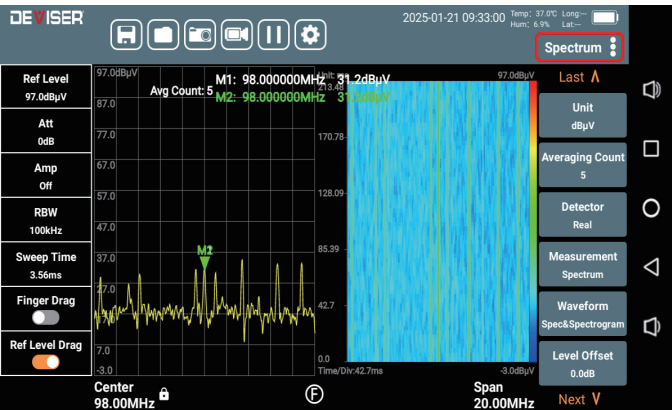 DEVISER
2025-01-21 09:33:00
Temp: 37.0℃ Long:--
Hum: 6.9% Lat:--
Spectrum
Ref Level
97.0dBμV
Att
0dB
Amp
Off
RBW
100kHz
Sweep Time
3.56ms
Finger Drag
Ref Level Drag
97.0dBμV
M1: 98.000000MHz 31.2dBμV
Avg Count: 5
M2: 98.000000MHz
87.0
77.0
67.0
57.0
47.0
37.0
27.0
7.0
-3.0
M2
97.0dBμV
213.48
170.78
128.09
85.39
42.7
0.0
Time/Div:42.7ms
-3.0dBμV
Last
Unit
dBμV
Averaging Count
5
Detector
Real
Measurement
Spectrum
Waveform
Spec&Spectrogram
Level Offset
0.0dB
Next
Center
98.00MHz
F
Span
20.00MHz